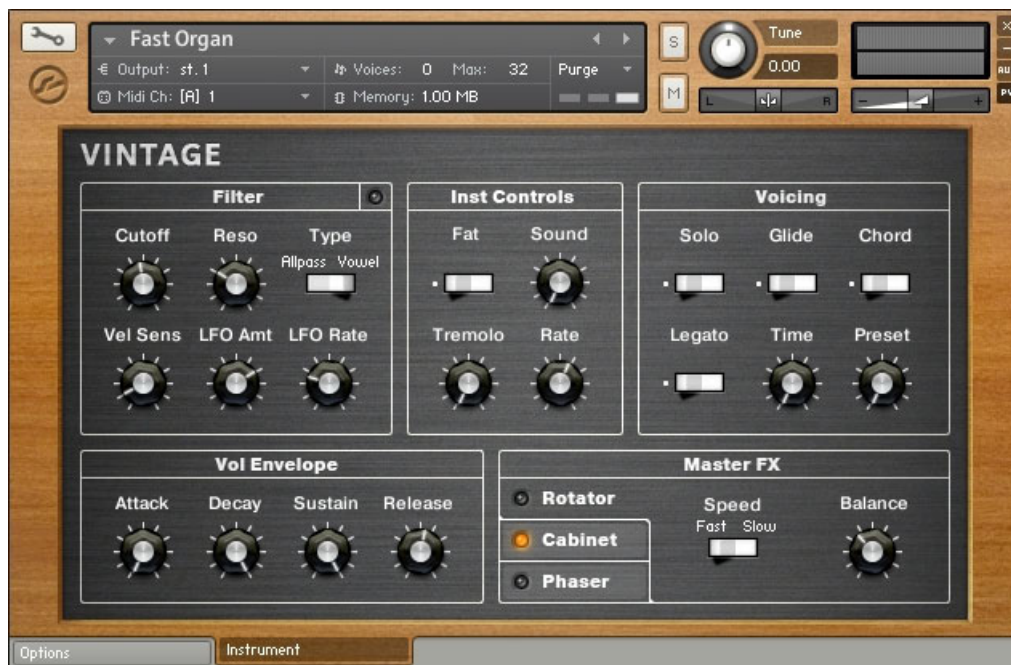 Fast Organ
Output: st. 1
Voices: 0 Max: 32
Purge
Midi Ch: [A] 1
Memory: 1.00 MB
S
M
Tune
0.00
L R
- +
×
-
AU
PV
VINTAGE
Filter
Cutoff Reso Type
Allpass Vowel
Vel Sens LFO Amt LFO Rate
Inst Controls
Fat Sound
Tremolo Rate
Voicing
Solo Glide Chord
Legato Time Preset
Vol Envelope
Attack Decay Sustain Release
Master FX
Rotator
Cabinet
Phaser
Speed
Fast Slow
Balance
Options
Instrument